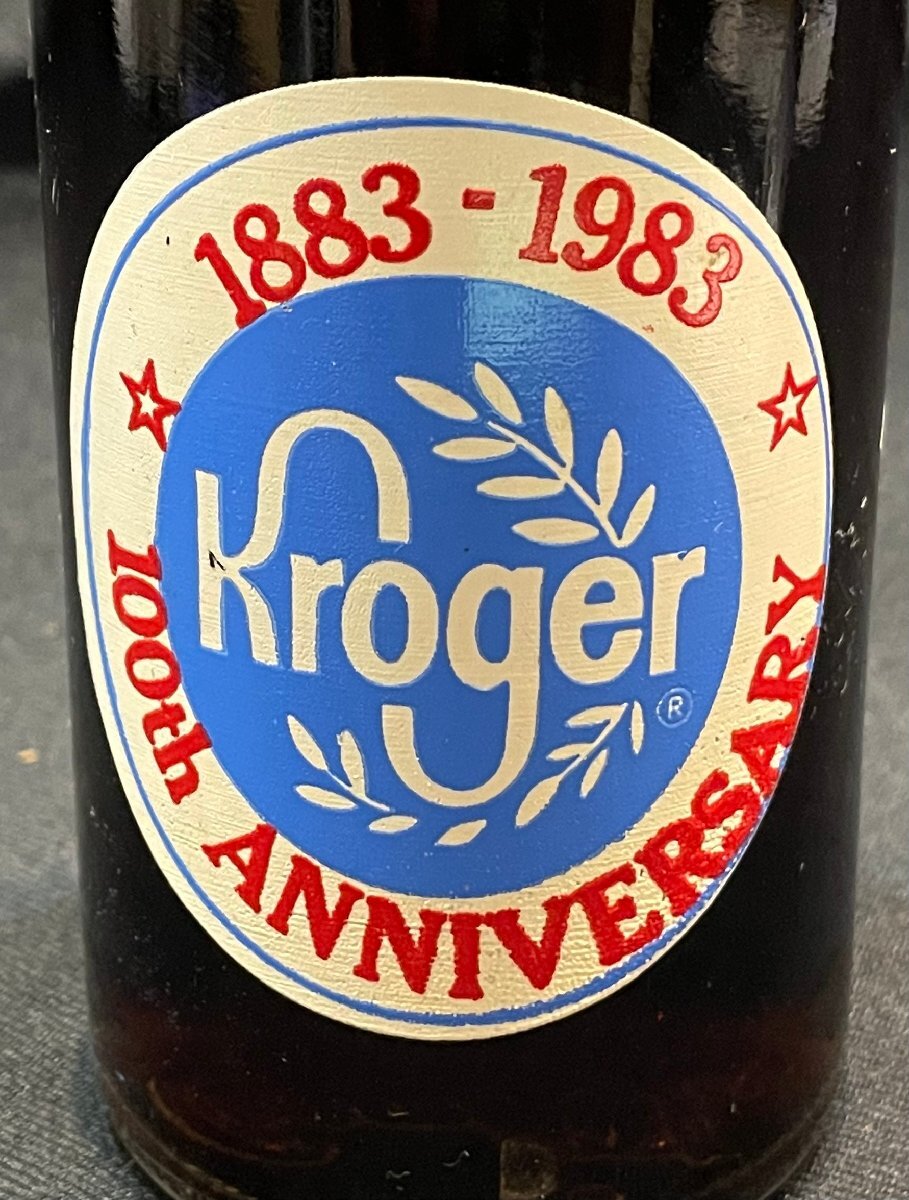 1883 - 1983
Kroger
®
100th ANNIVERSARY